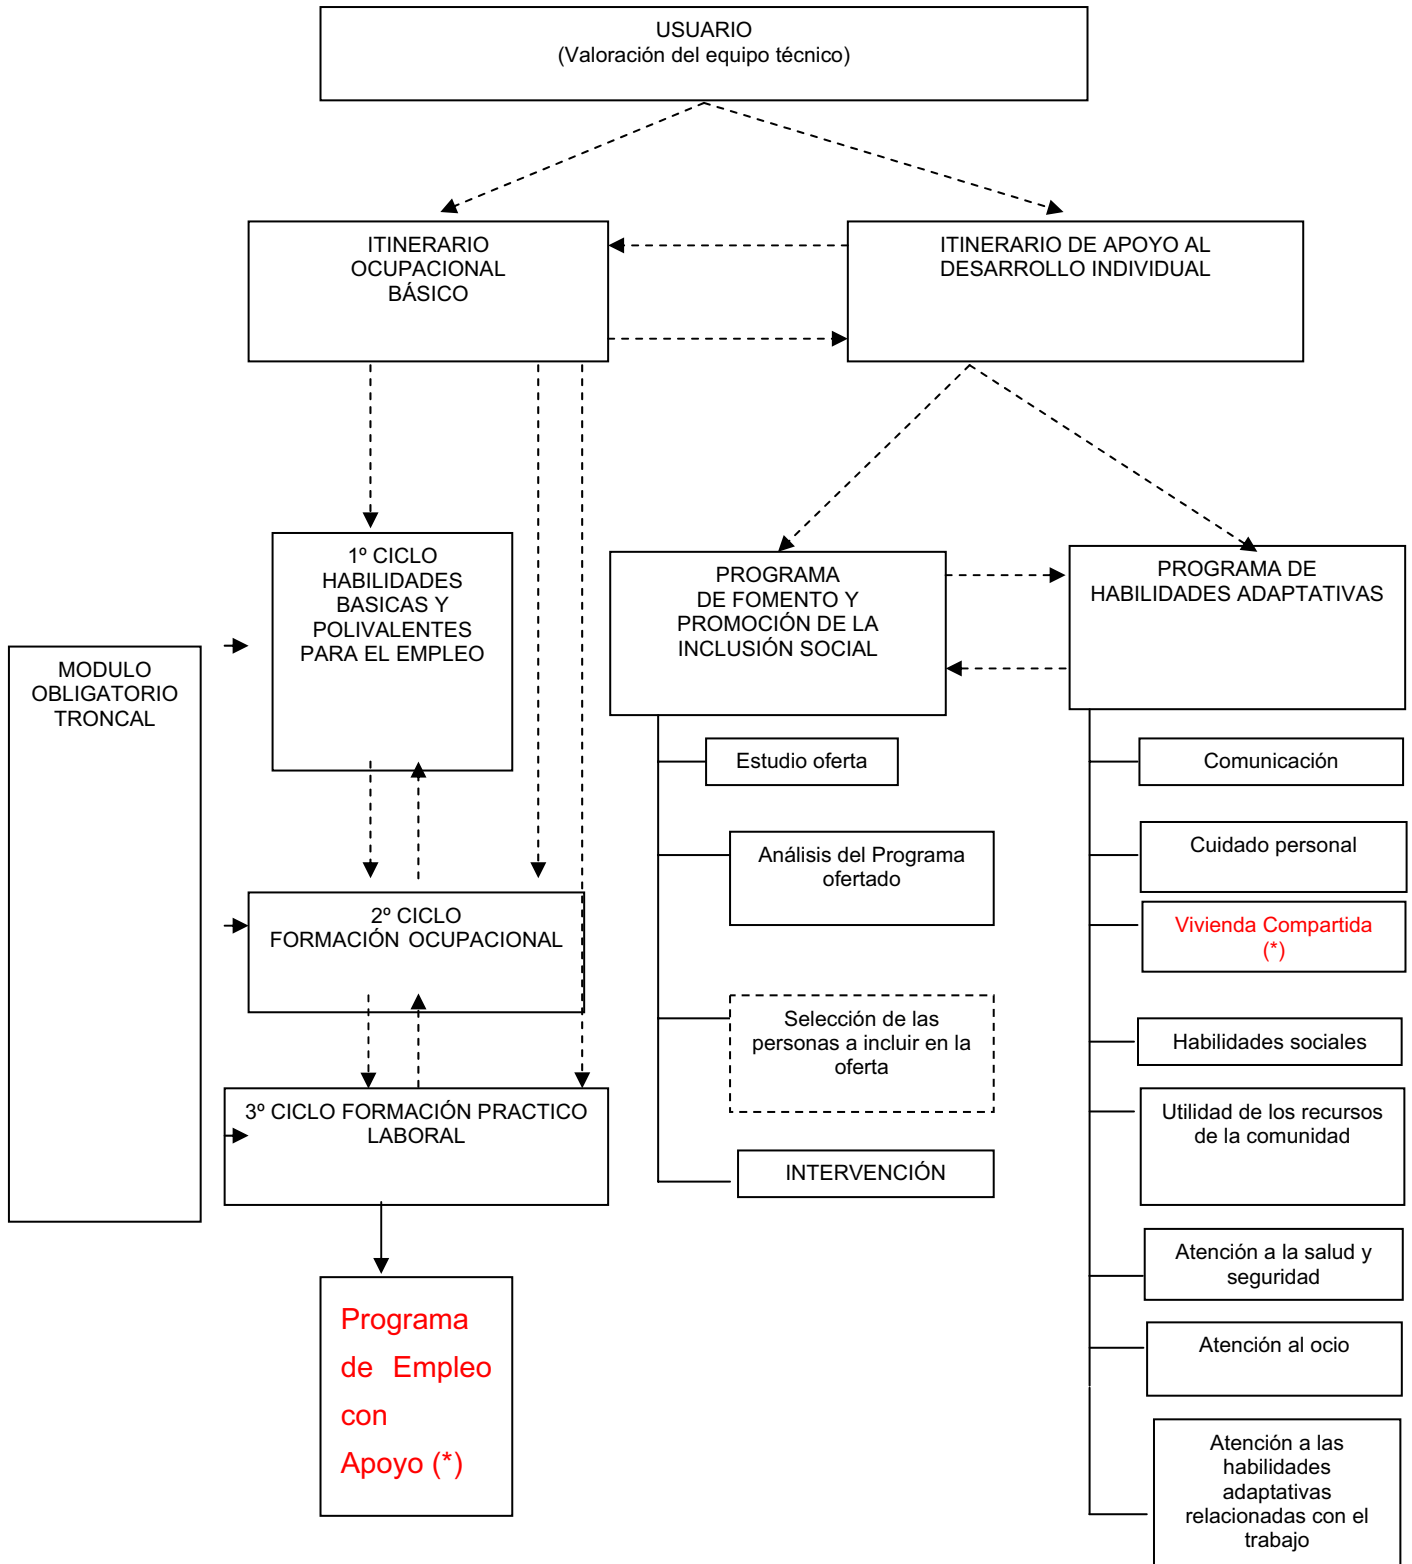 USUARIO
(Valoración del equipo técnico)
ITINERARIO
OCUPACIONAL
BÁSICO
ITINERARIO DE APOYO AL
DESARROLLO INDIVIDUAL
1º CICLO
HABILIDADES
BASICAS Y
POLIVALENTES
PARA EL EMPLEO
PROGRAMA
DE FOMENTO Y
PROMOCIÓN DE LA
INCLUSIÓN SOCIAL
PROGRAMA DE
HABILIDADES ADAPTATIVAS
MODULO
OBLIGATORIO
TRONCAL
Estudio oferta
Comunicación
Análisis del Programa
ofertado
Cuidado personal
2º CICLO
FORMACIÓN OCUPACIONAL
Vivienda Compartida
(*)
Selección de las
personas a incluir en la
oferta
Habilidades sociales
3º CICLO FORMACIÓN PRACTICO
LABORAL
Utilidad de los recursos
de la comunidad
INTERVENCIÓN
Atención a la salud y
seguridad
Programa
de Empleo
con
Apoyo (*)
Atención al ocio
Atención a las
habilidades
adaptativas
relacionadas con el
trabajo